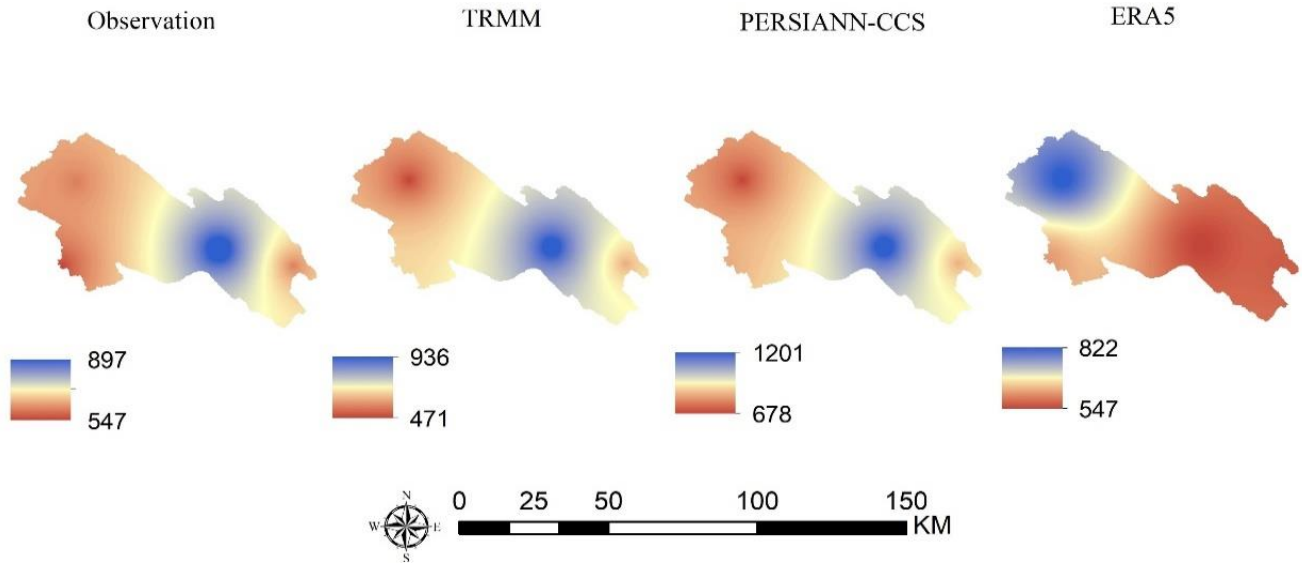 Observation
TRMM
PERSIANN-CCS
ERA5
897
547
936
471
1201
678
822
547
N
W E
S
0 25 50 100 150
KM